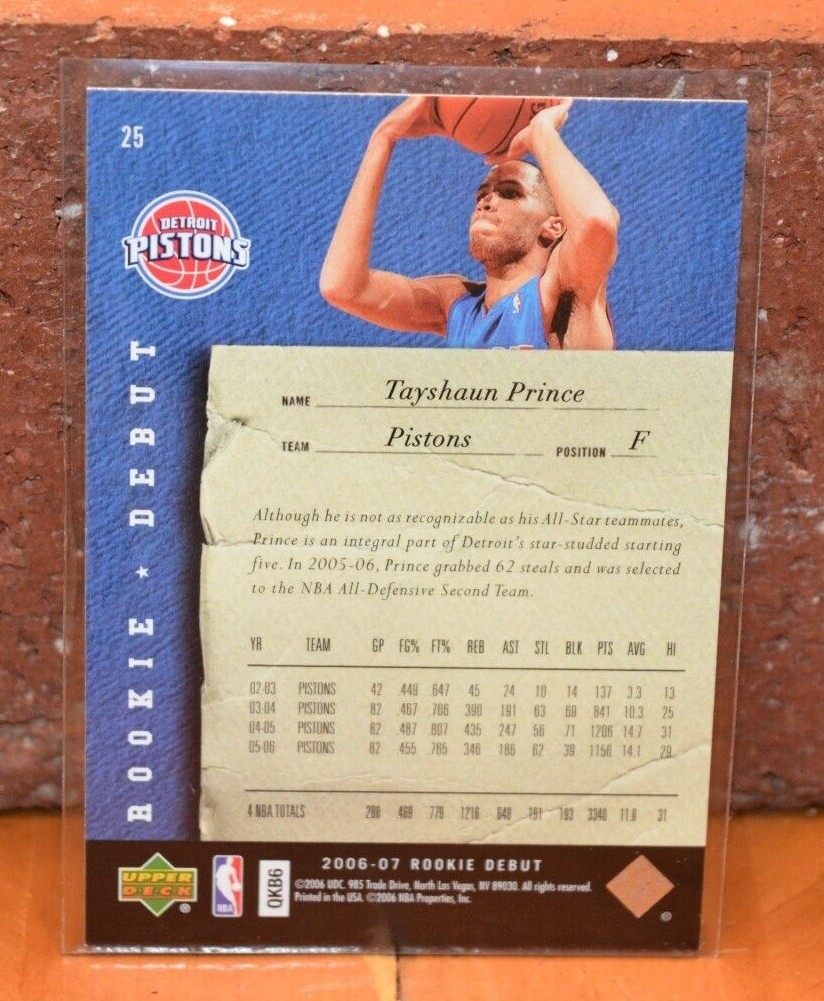 25
DETROIT
PISTONS
ROOKIE ★ DEBUT
NAME Tayshaun Prince
TEAM Pistons POSITION F
Although he is not as recognizable as his All-Star teammates,
Prince is an integral part of Detroit's star-studded starting
five. In 2005-06, Prince grabbed 62 steals and was selected
to the NBA All-Defensive Second Team.
YR TEAM GP FG% FT% REB AST STL BLK PTS AVG HI
02-03 PISTONS 42 .449 .647 45 24 10 14 137 3.3 13
03-04 PISTONS 82 .467 .766 390 191 63 69 841 10.3 25
04-05 PISTONS 82 .487 .807 435 247 56 71 1206 14.7 31
05-06 PISTONS 82 .455 .765 346 186 62 39 1156 14.1 29
4 NBA TOTALS 288 .469 .778 1216 648 191 193 3340 11.6 31
UPPER
DECK
®
NBA
QKB6
2006-07 ROOKIE DEBUT
©2006 UDC. 985 Trade Drive, North Las Vegas, NV 89030. All rights reserved.
Printed in the USA. ©2006 NBA Properties, Inc.
®